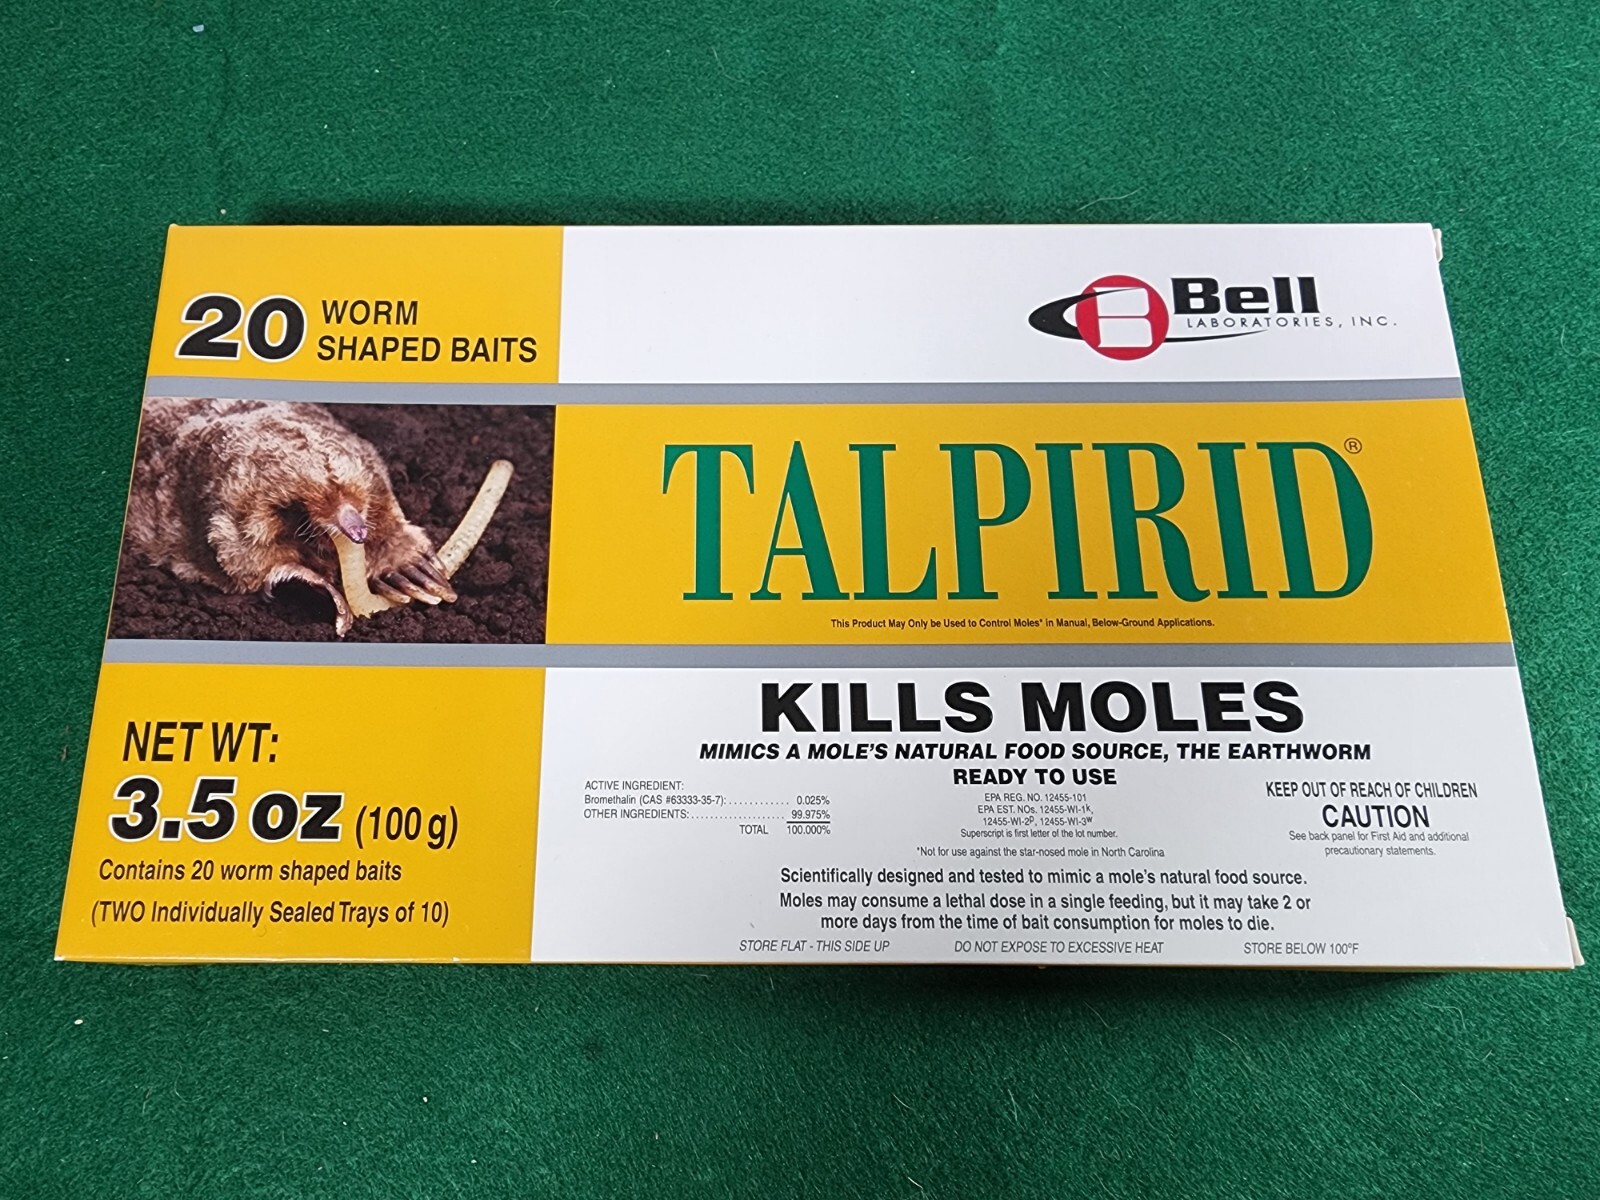 20 WORM
SHAPED BAITS
B Bell
LABORATORIES, INC.
TALPIRID®
This Product May Only be Used to Control Moles* in Manual, Below-Ground Applications.
NET WT:
3.5 oz (100 g)
Contains 20 worm shaped baits
(TWO Individually Sealed Trays of 10)
KILLS MOLES
MIMICS A MOLE'S NATURAL FOOD SOURCE, THE EARTHWORM
READY TO USE
ACTIVE INGREDIENT:
Bromethalin (CAS #63333-35-7):............ 0.025%
OTHER INGREDIENTS:.................... 99.975%
TOTAL 100.000%
EPA REG. NO. 12455-101
EPA EST. NOs. 12455-WI-1k,
12455-WI-2p, 12455-WI-3w
Superscript is first letter of the lot number.
*Not for use against the star-nosed mole in North Carolina
KEEP OUT OF REACH OF CHILDREN
CAUTION
See back panel for First Aid and additional
precautionary statements.
Scientifically designed and tested to mimic a mole's natural food source.
Moles may consume a lethal dose in a single feeding, but it may take 2 or
more days from the time of bait consumption for moles to die.
STORE FLAT - THIS SIDE UP DO NOT EXPOSE TO EXCESSIVE HEAT STORE BELOW 100°F